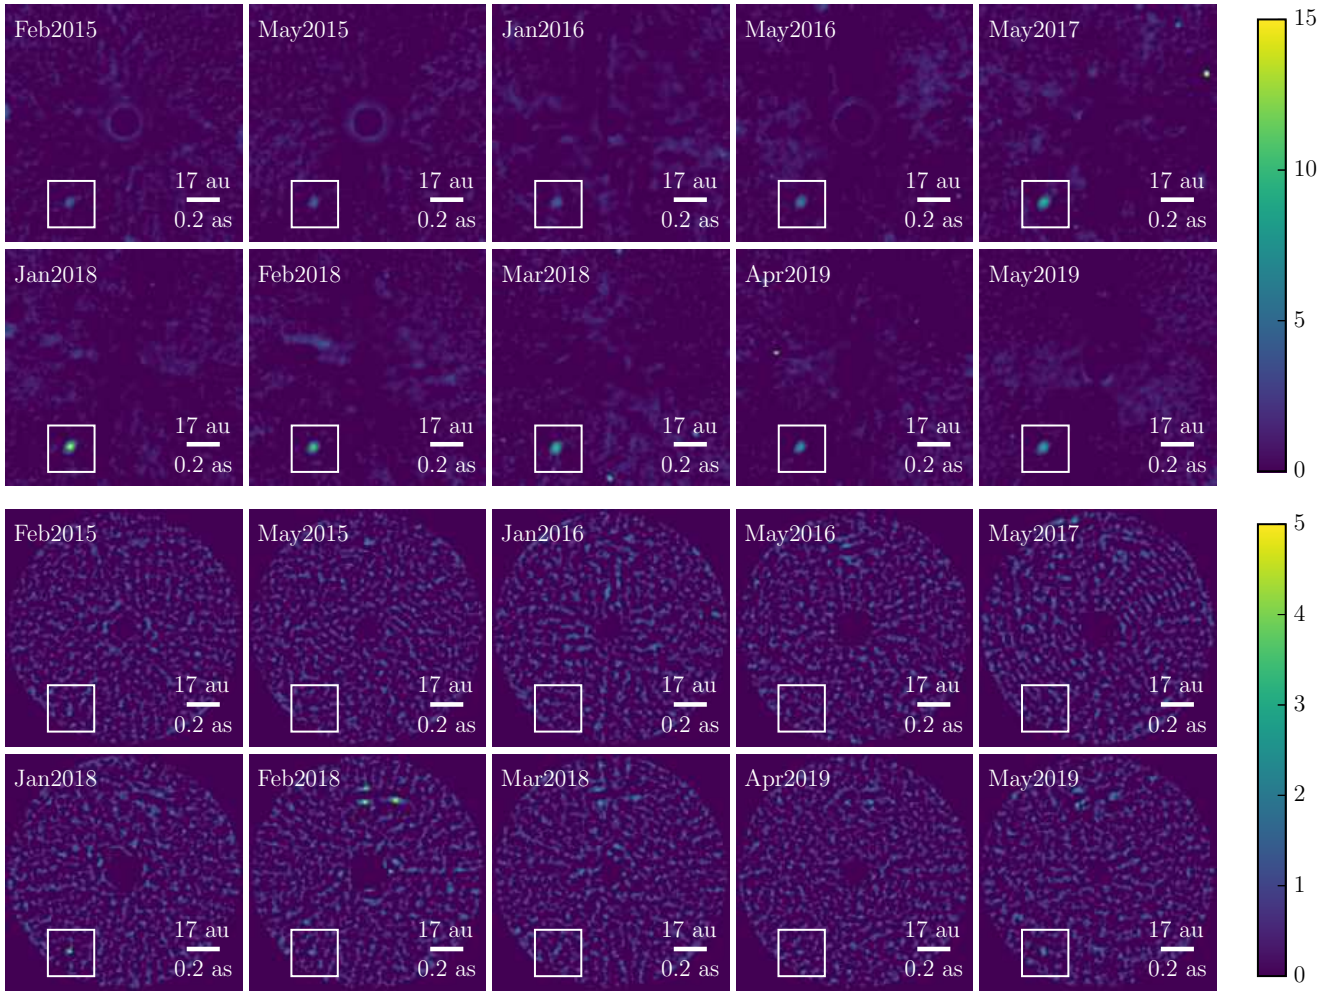 Feb2015 May2015 Jan2016 May2016 May2017
17 au 17 au 17 au 17 au 17 au
0.2 as 0.2 as 0.2 as 0.2 as 0.2 as
Jan2018 Feb2018 Mar2018 Apr2019 May2019
17 au 17 au 17 au 17 au 17 au
0.2 as 0.2 as 0.2 as 0.2 as 0.2 as
15
10
5
0
Feb2015 May2015 Jan2016 May2016 May2017
17 au 17 au 17 au 17 au 17 au
0.2 as 0.2 as 0.2 as 0.2 as 0.2 as
Jan2018 Feb2018 Mar2018 Apr2019 May2019
17 au 17 au 17 au 17 au 17 au
0.2 as 0.2 as 0.2 as 0.2 as 0.2 as
5
4
3
2
1
0